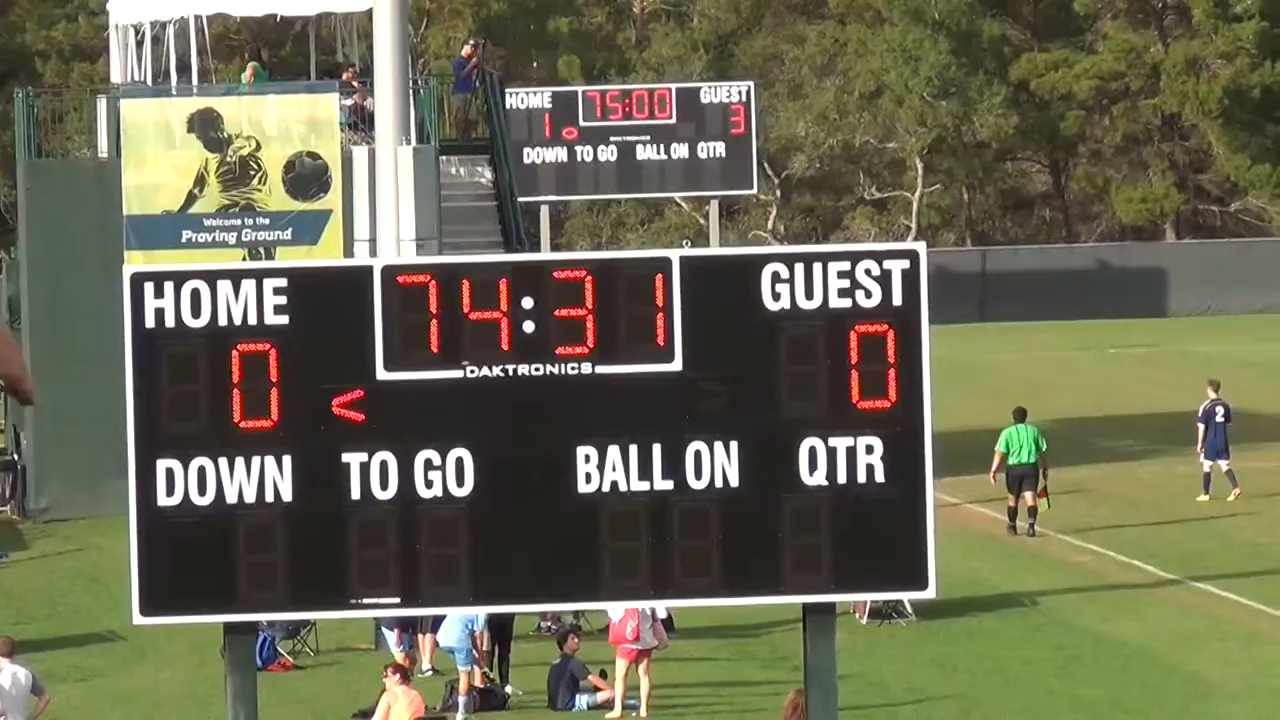 HOME 75:00 GUEST
1 3
DAKTRONICS
DOWN TO GO BALL ON QTR
Welcome to the
Proving Ground
HOME 74:31 GUEST
DAKTRONICS
0 < 0
DOWN TO GO BALL ON QTR
2